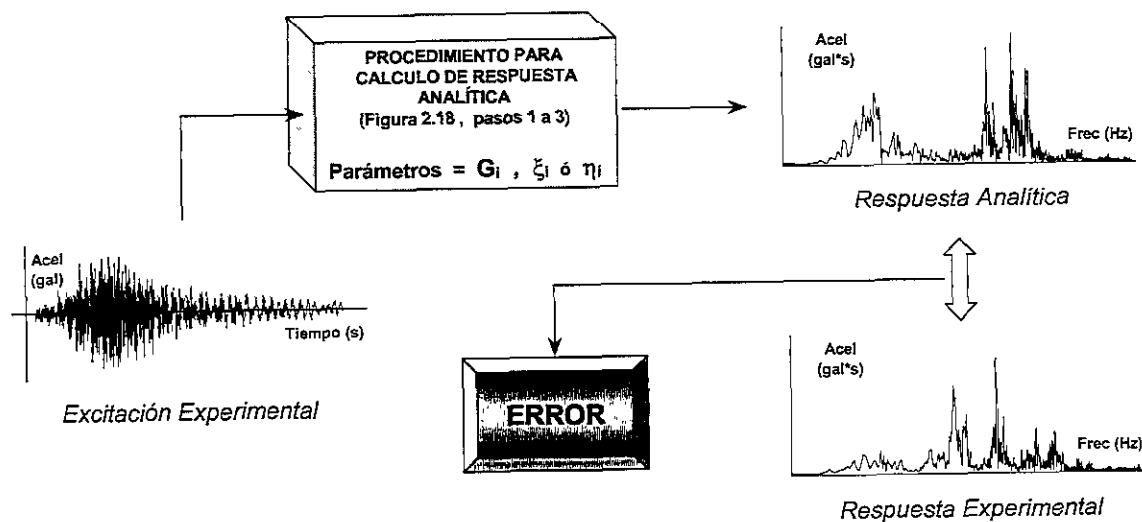 PROCEDIMIENTO PARA
CALCULO DE RESPUESTA
ANALÍTICA
(Figura 2.18 , pasos 1 a 3)
Parámetros = Gi , ξi ó ηi
Acel
(gal*s)
Frec (Hz)
Respuesta Analítica
Acel
(gal)
Tiempo (s)
Excitación Experimental
ERROR
Acel
(gal*s)
Frec (Hz)
Respuesta Experimental